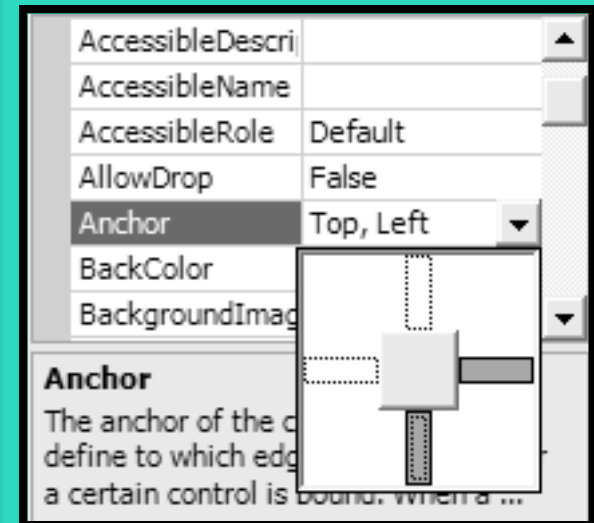 AccessibleDescri
AccessibleName
AccessibleRole Default
AllowDrop False
Anchor Top, Left
BackColor
BackgroundImag
Anchor
The anchor of the c
define to which edg
a certain control is bound. When a ...